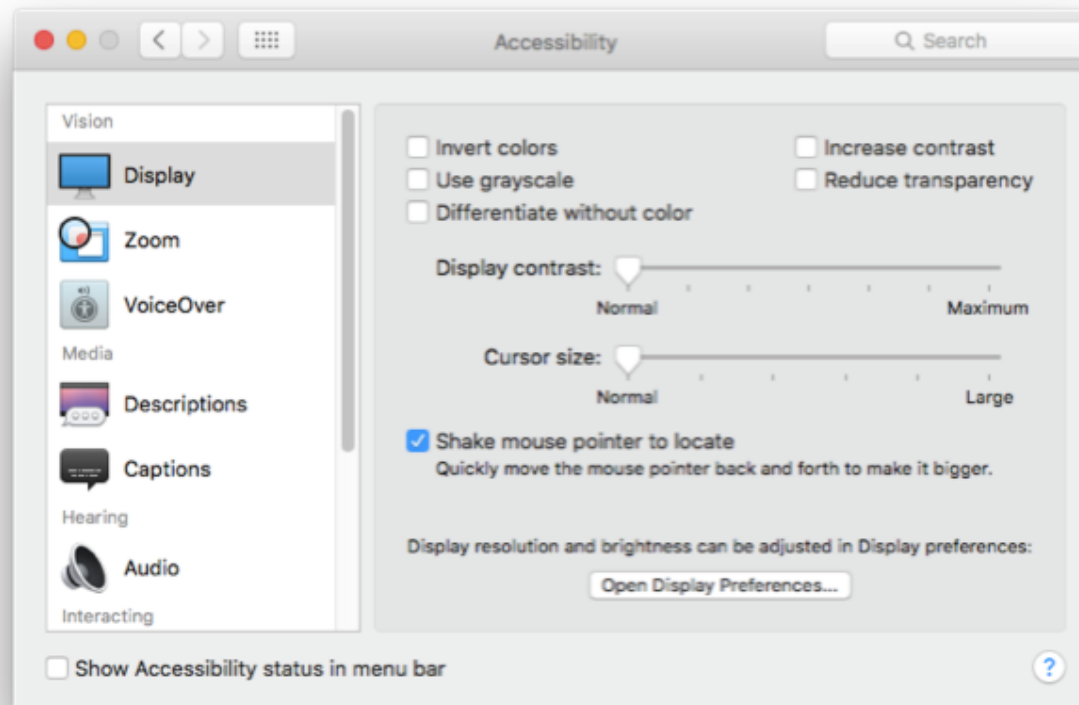 Accessibility
Search
Vision
Display
Zoom
VoiceOver
Media
Descriptions
Captions
Hearing
Audio
Interacting
Invert colors
Increase contrast
Use grayscale
Reduce transparency
Differentiate without color
Display contrast:
Normal Maximum
Cursor size:
Normal Large
Shake mouse pointer to locate
Quickly move the mouse pointer back and forth to make it bigger.
Display resolution and brightness can be adjusted in Display preferences:
Open Display Preferences...
Show Accessibility status in menu bar
?